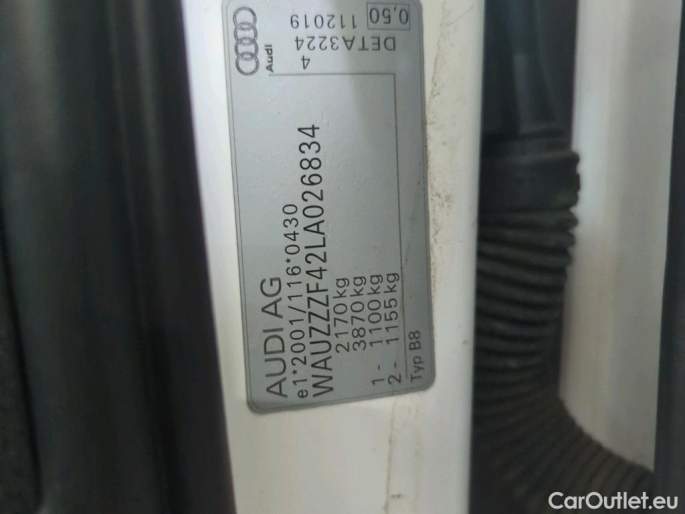 AUDI AG
e1*2001/116*0430
WAUZZZF42LA026834
2170kg
3870kg
1 - 1100kg
2 - 1155kg
Typ B8
Audi
4
DETA3224
112019
0,50
CarOutlet.eu